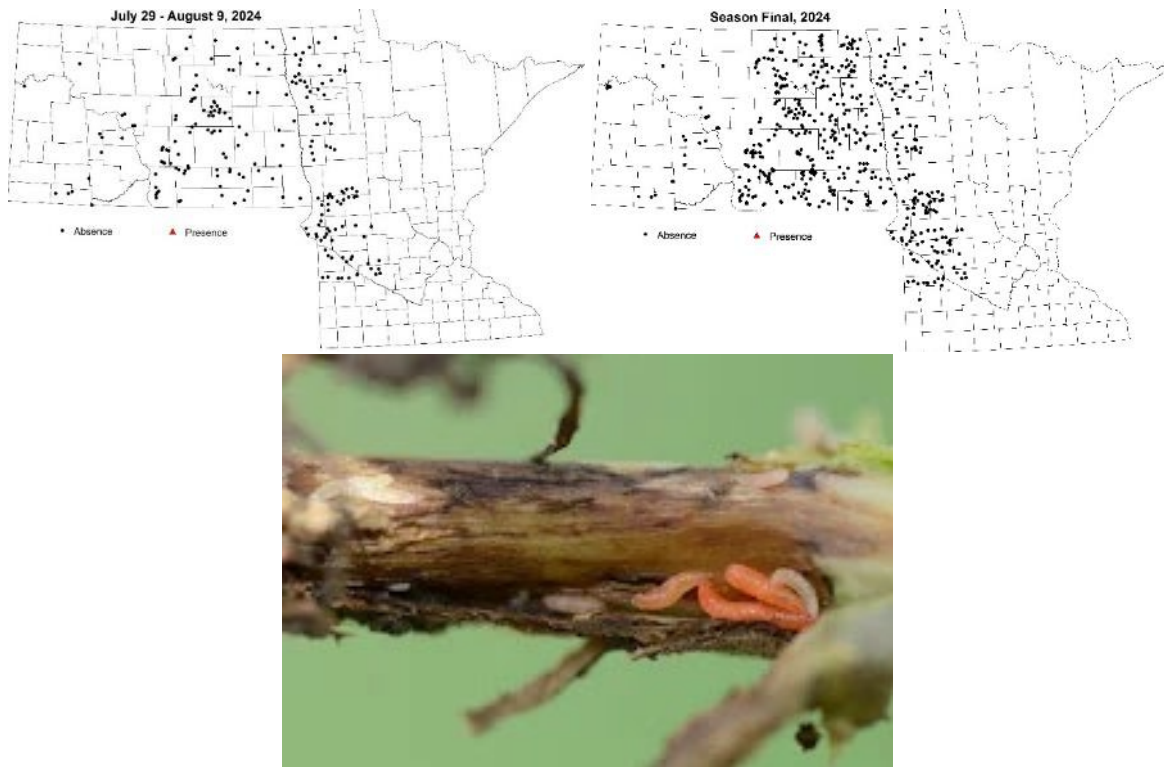 July 29 - August 9, 2024
Season Final, 2024
Absence
Presence
Absence
Presence